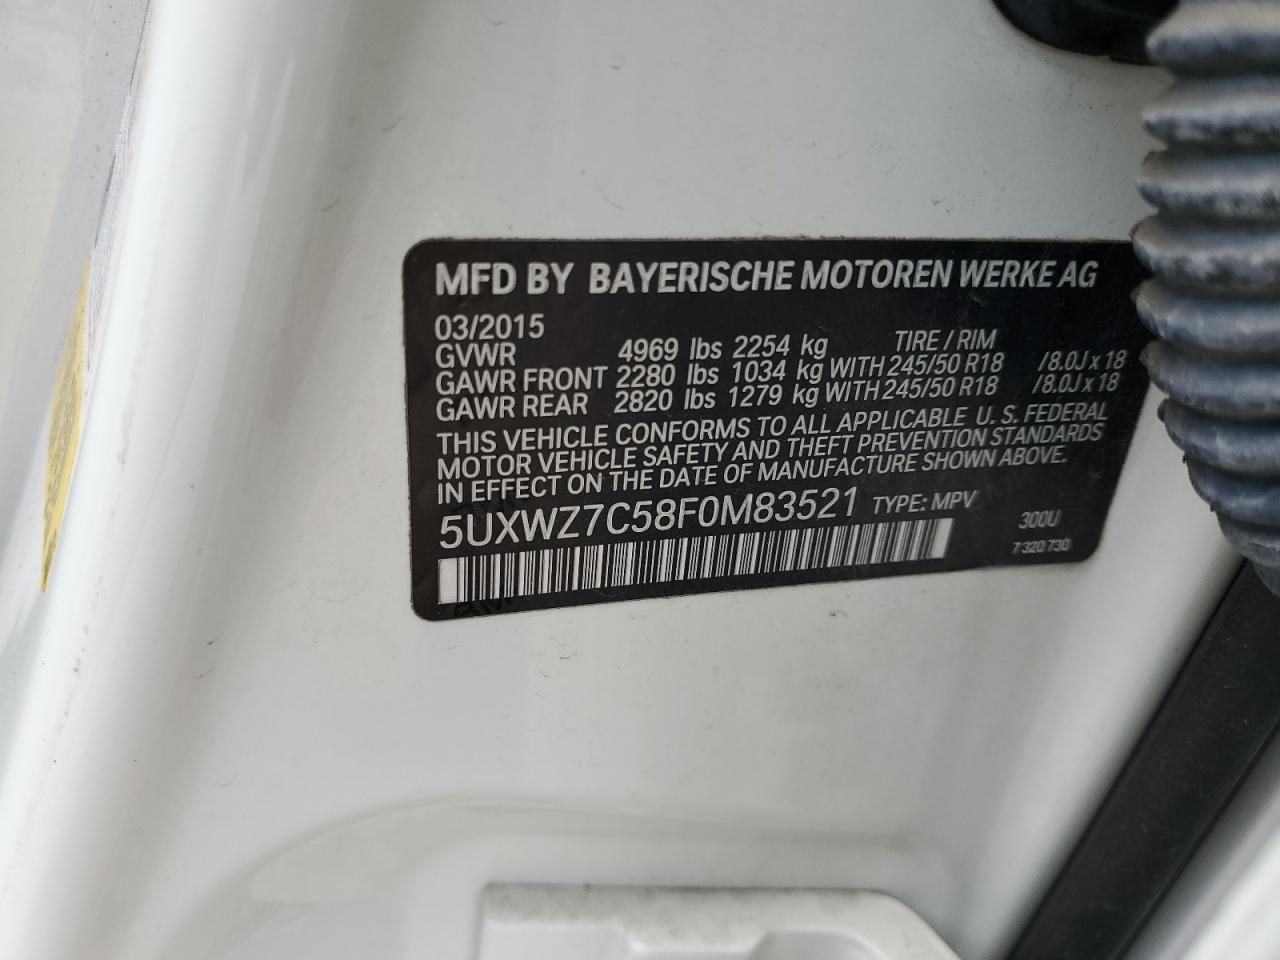 MFD BY BAYERISCHE MOTOREN WERKE AG
03/2015
GVWR 4969 lbs 2254 kg TIRE / RIM
GAWR FRONT 2280 lbs 1034 kg WITH 245/50 R18 /8.0J x 18
GAWR REAR 2820 lbs 1279 kg WITH 245/50 R18 /8.0J x 18
THIS VEHICLE CONFORMS TO ALL APPLICABLE U. S. FEDERAL
MOTOR VEHICLE SAFETY AND THEFT PREVENTION STANDARDS
IN EFFECT ON THE DATE OF MANUFACTURE SHOWN ABOVE.
5UXWZ7C58F0M83521 TYPE: MPV
300U
7 320 730